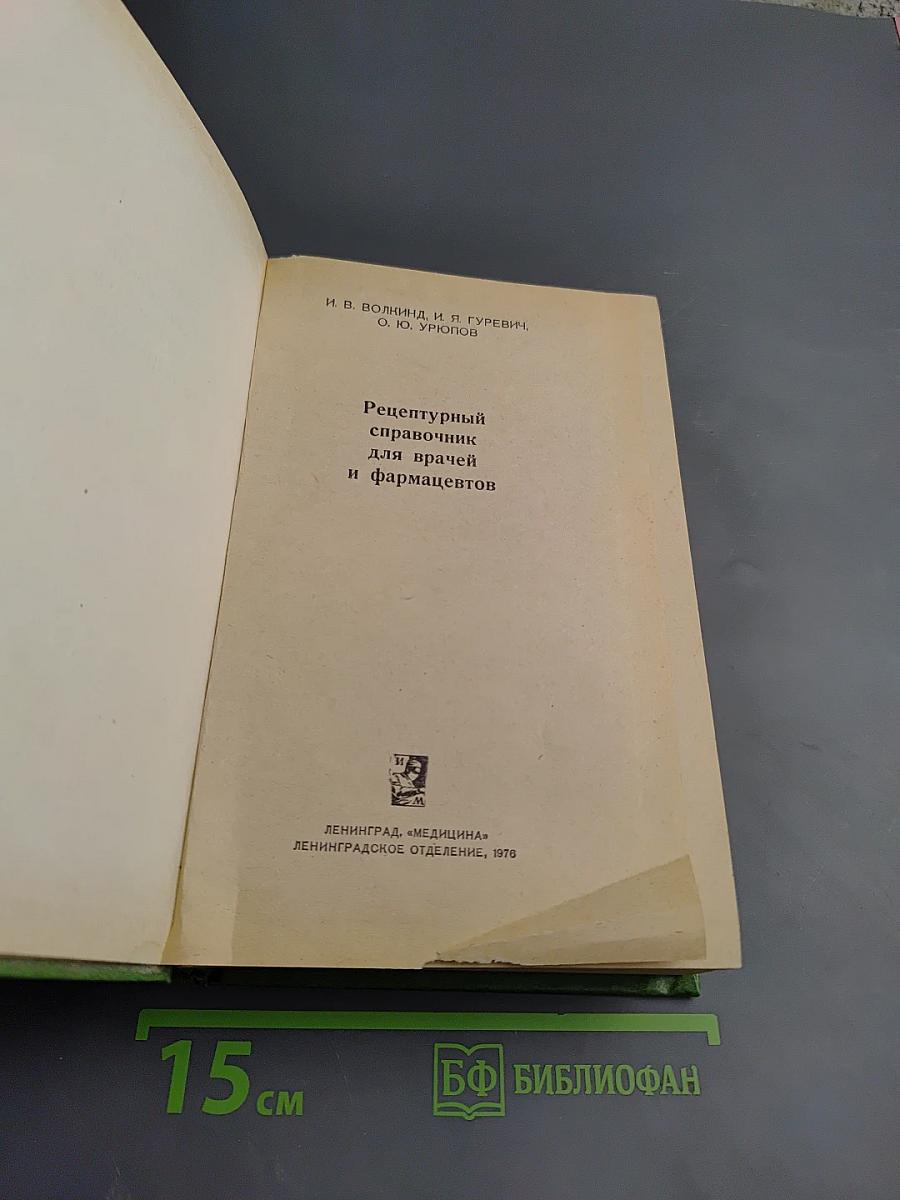 И. В. ВОЛКИНД, И. Я. ГУРЕВИЧ,
О. Ю. УРЮПОВ
Рецептурный
справочник
для врачей
и фармацевтов
И
М
ЛЕНИНГРАД, «МЕДИЦИНА»
ЛЕНИНГРАДСКОЕ ОТДЕЛЕНИЕ, 1976
15 см
БФ БИБЛИОФАН